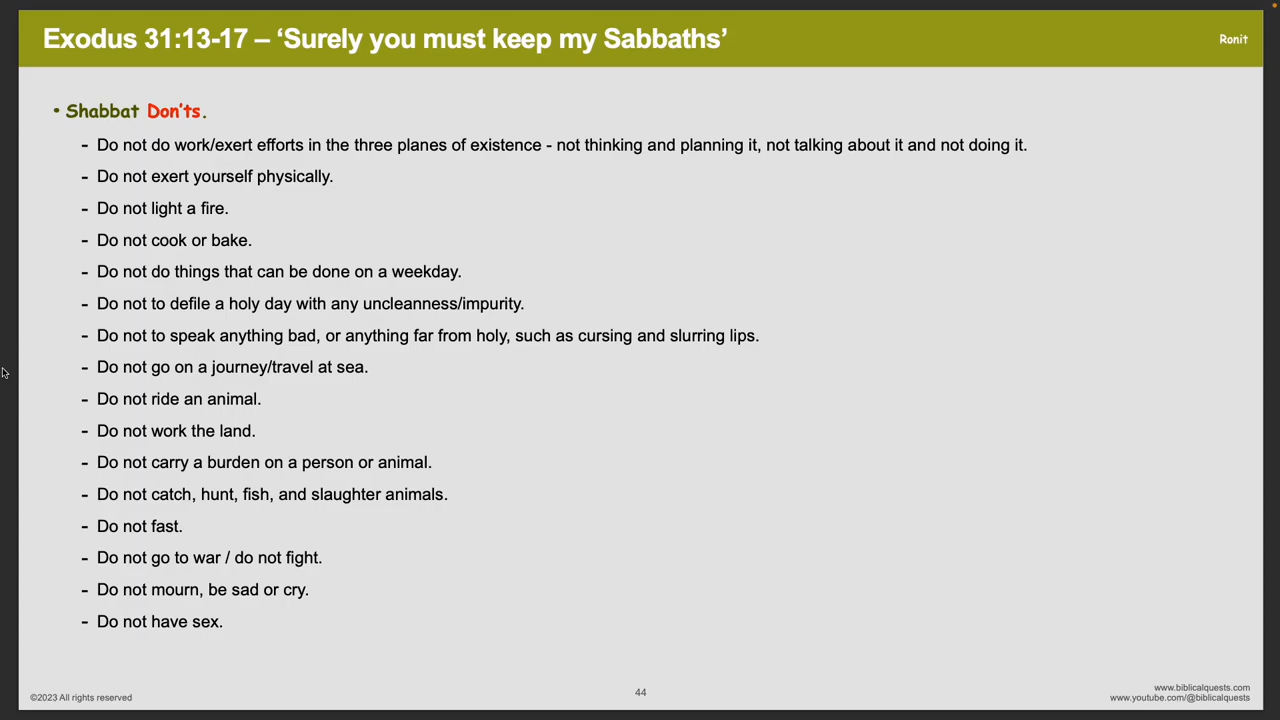 Exodus 31:13-17 – ‘Surely you must keep my Sabbaths’
Ronit
• Shabbat Don’ts.
- Do not do work/exert efforts in the three planes of existence - not thinking and planning it, not talking about it and not doing it.
- Do not exert yourself physically.
- Do not light a fire.
- Do not cook or bake.
- Do not do things that can be done on a weekday.
- Do not to defile a holy day with any uncleanness/impurity.
- Do not to speak anything bad, or anything far from holy, such as cursing and slurring lips.
- Do not go on a journey/travel at sea.
- Do not ride an animal.
- Do not work the land.
- Do not carry a burden on a person or animal.
- Do not catch, hunt, fish, and slaughter animals.
- Do not fast.
- Do not go to war / do not fight.
- Do not mourn, be sad or cry.
- Do not have sex.
©2023 All rights reserved
44
www.biblicalquests.com
www.youtube.com/@biblicalquests